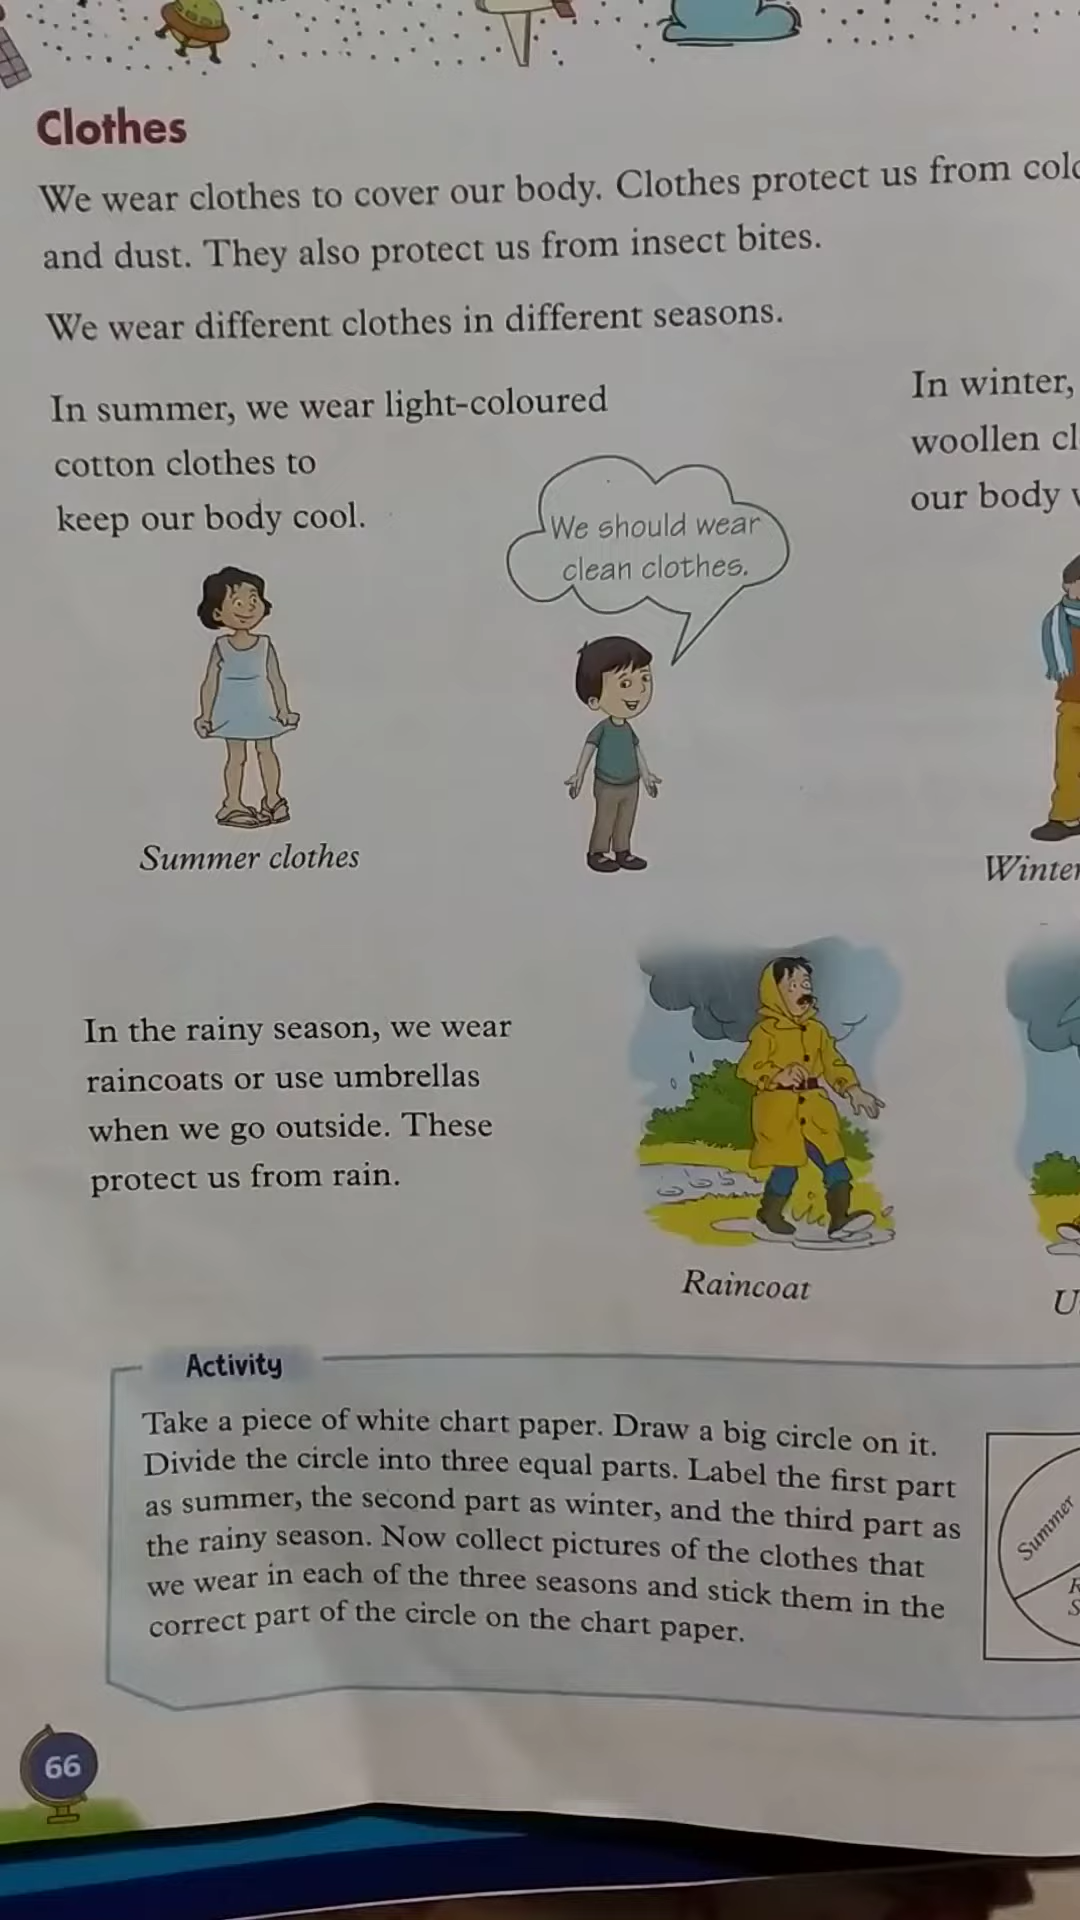 Clothes
We wear clothes to cover our body. Clothes protect us from
and dust. They also protect us from insect bites.
We wear different clothes in different seasons.
In summer, we wear light-coloured
cotton clothes to
keep our body cool.
We should wear
clean clothes.
In winter,
woollen
our body
Summer clothes
Winter
In the rainy season, we wear
raincoats or use umbrellas
when we go outside. These
protect us from rain.
Raincoat
Activity
Take a piece of white chart paper. Draw a big circle on it.
Divide the circle into three equal parts. Label the first part
as summer, the second part as winter, and the third part as
the rainy season. Now collect pictures of the clothes that
we wear in each of the three seasons and stick them in the
correct part of the circle on the chart paper.
Summer
66